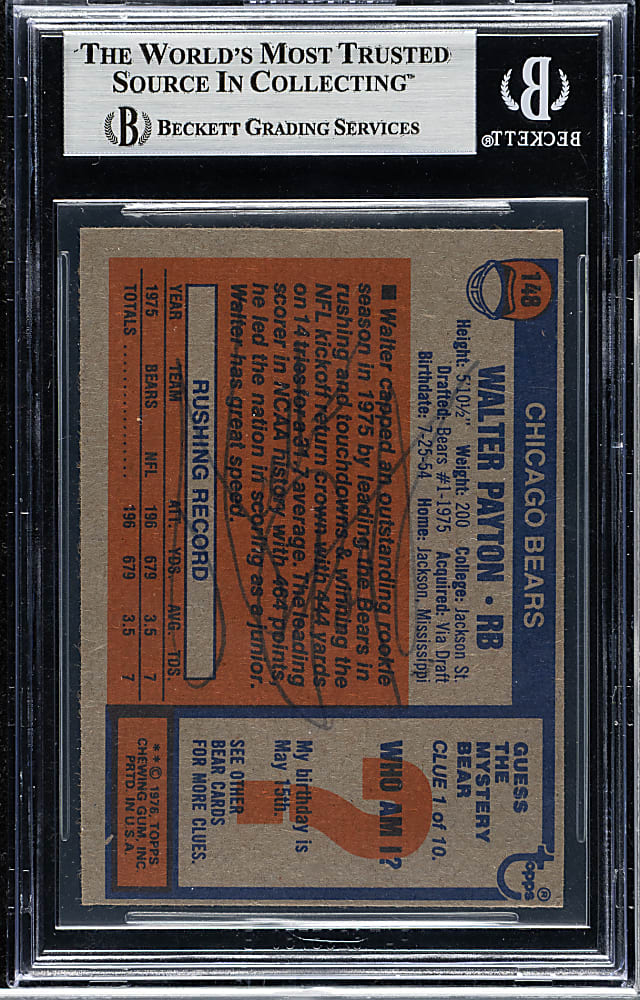 THE WORLD'S MOST TRUSTED
SOURCE IN COLLECTING™
B BECKETT GRADING SERVICES
B
BECKETT®
148
CHICAGO BEARS
WALTER PAYTON • RB
Height: 5'10½" Weight: 200 College: Jackson St.
Drafted: Bears #1-1975 Acquired: Via Draft
Birthdate: 7-25-54 Home: Jackson, Mississippi
■ Walter capped an outstanding rookie
season in 1975 by leading the Bears in
rushing and touchdowns & winning the
NFL kickoff return crown with 444 yards
on 14 tries for a 31.7 average. The leading
scorer in NCAA history with 464 points,
he led the nation in scoring as a junior.
Walter has great speed.
RUSHING RECORD
YEAR TEAM ATT. YDS. AVG. TDS
1975 BEARS NFL 196 679 3.5 7
TOTALS . . . . . . . . . . . . . 196 679 3.5 7
topps®
GUESS
THE
MYSTERY
BEAR
CLUE 1 of 10.
WHO AM I?
?
My birthday is
May 15th.
SEE OTHER
BEAR CARDS
FOR MORE CLUES.
* * © 1976, TOPPS
CHEWING GUM, INC.
PRTD. IN U.S.A.